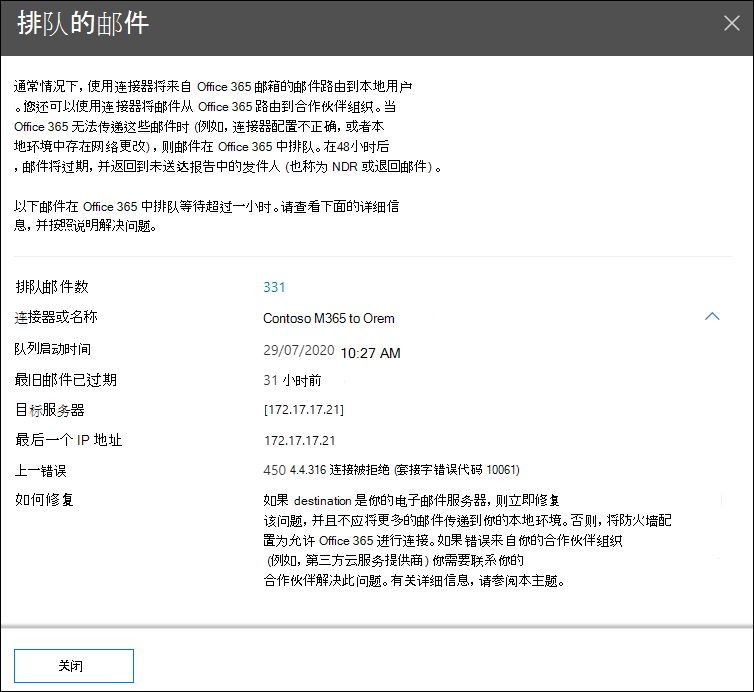 排队的邮件
通常情况下，使用连接器将来自 Office 365 邮箱的邮件路由到本地用户
。您还可以使用连接器将邮件从 Office 365 路由到合作伙伴组织。当
Office 365 无法传递这些邮件时 (例如，连接器配置不正确，或者本
地环境中存在网络更改)，则邮件在 Office 365 中排队。在48小时后
，邮件将过期，并返回到未送达报告中的发件人 (也称为 NDR 或退回邮件) 。
以下邮件在 Office 365 中排队等待超过一小时。请查看下面的详细信
息，并按照说明解决问题。
排队邮件数 331
连接器或名称 Contoso M365 to Orem
队列启动时间 29/07/2020 10:27 AM
最旧邮件已过期 31 小时前
目标服务器 [172.17.17.21]
最后一个 IP 地址 172.17.17.21
上一错误 450 4.4.316 连接被拒绝 (套接字错误代码 10061)
如何修复 如果 destination 是你的电子邮件服务器，则立即修复
该问题，并且不应将更多的邮件传递到你的本地环境。否则，将防火墙配
置为允许 Office 365 进行连接。如果错误来自你的合作伙伴组织
(例如，第三方云服务提供商) 你需要联系你的
合作伙伴解决此问题。有关详细信息，请参阅本主题。
关闭